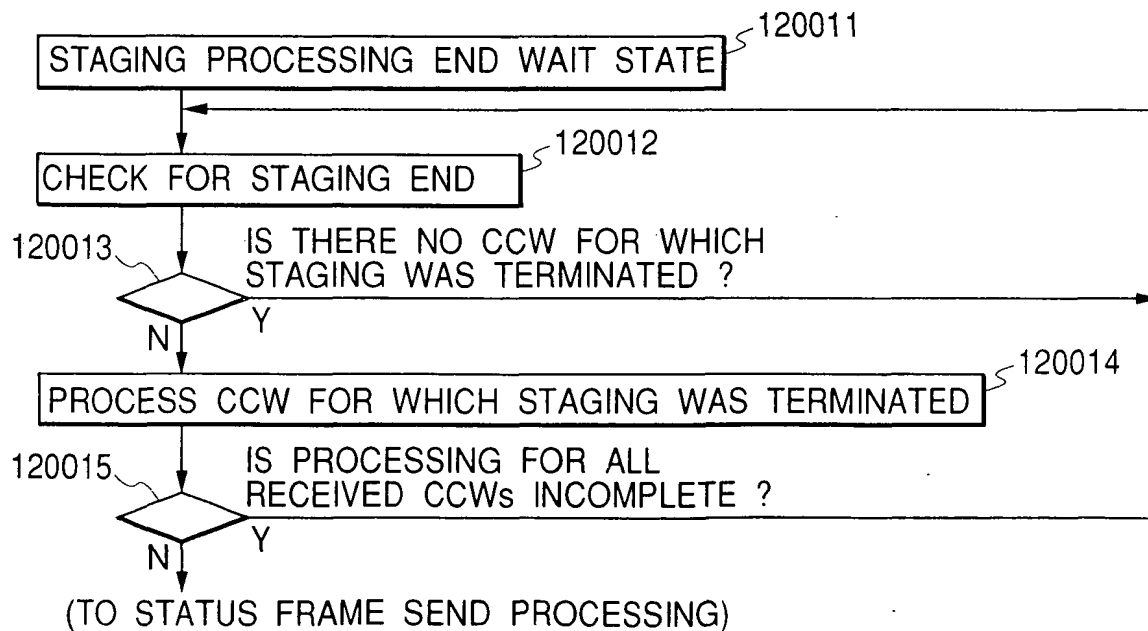 120011
STAGING PROCESSING END WAIT STATE
120012
CHECK FOR STAGING END
120013
IS THERE NO CCW FOR WHICH
STAGING WAS TERMINATED ?
Y
N
120014
PROCESS CCW FOR WHICH STAGING WAS TERMINATED
120015
IS PROCESSING FOR ALL
RECEIVED CCWs INCOMPLETE ?
Y
N
(TO STATUS FRAME SEND PROCESSING)